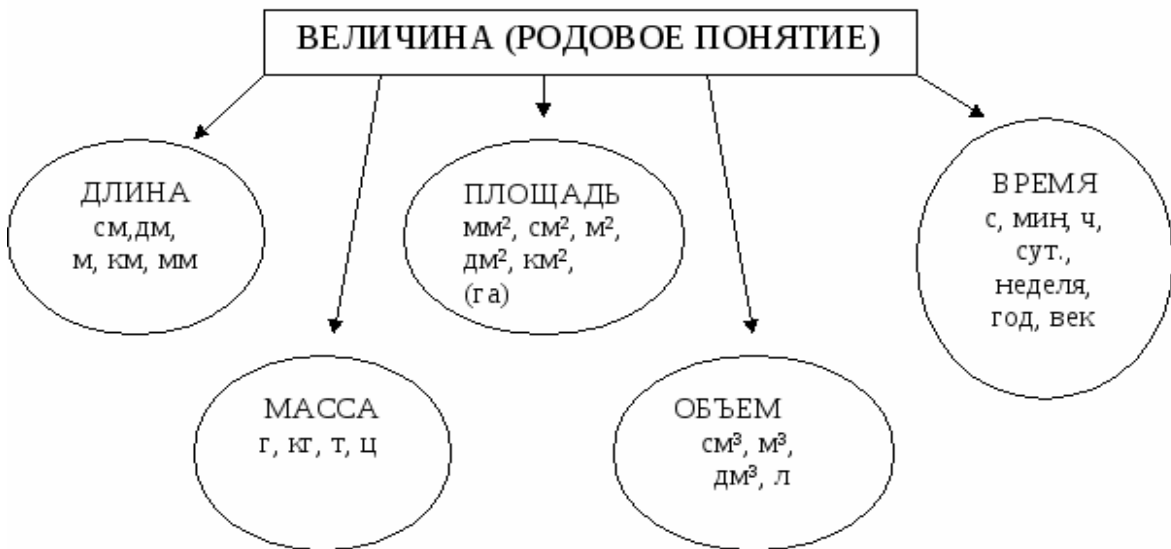 ВЕЛИЧИНА (РОДОВОЕ ПОНЯТИЕ)
ДЛИНА
см,дм,
м, км, мм
ПЛОЩАДЬ
мм², см², м²,
дм², км²,
(га)
ВРЕМЯ
с, мин, ч,
сут.,
неделя,
год, век
МАССА
г, кг, т, ц
ОБЪЕМ
см³, м³,
дм³, л